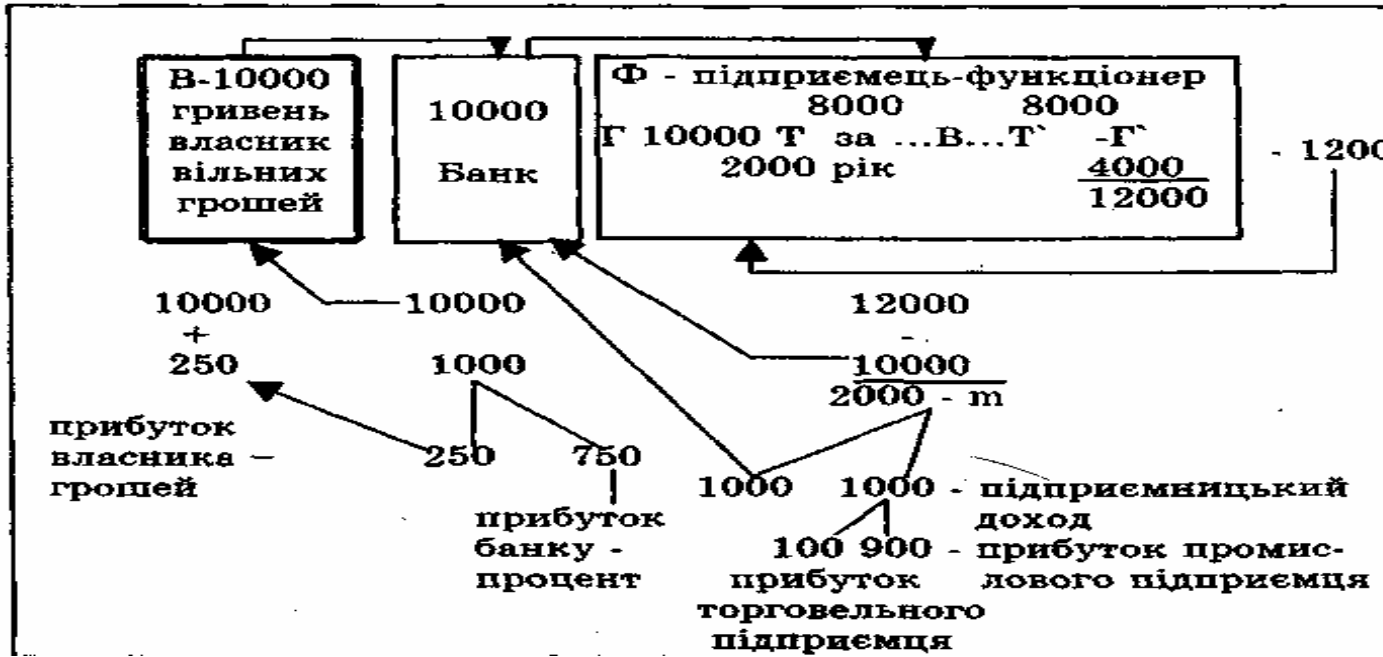 В-10000
гривень
власник
вільних
грошей
10000
Банк
Ф - підприємець-функціонер
8000 8000
Г 10000 Т за ...В...Т` -Г`
2000 рік 4000
12000
- 1200
10000 10000 12000
+ -
250 1000 10000
2000 - m
прибуток
власника –
грошей
250 750
1000 1000 - підприємницький
доход
прибуток
банку -
процент
100 900 - прибуток промис-
лового підприємця
прибуток
торговельного
підприємця